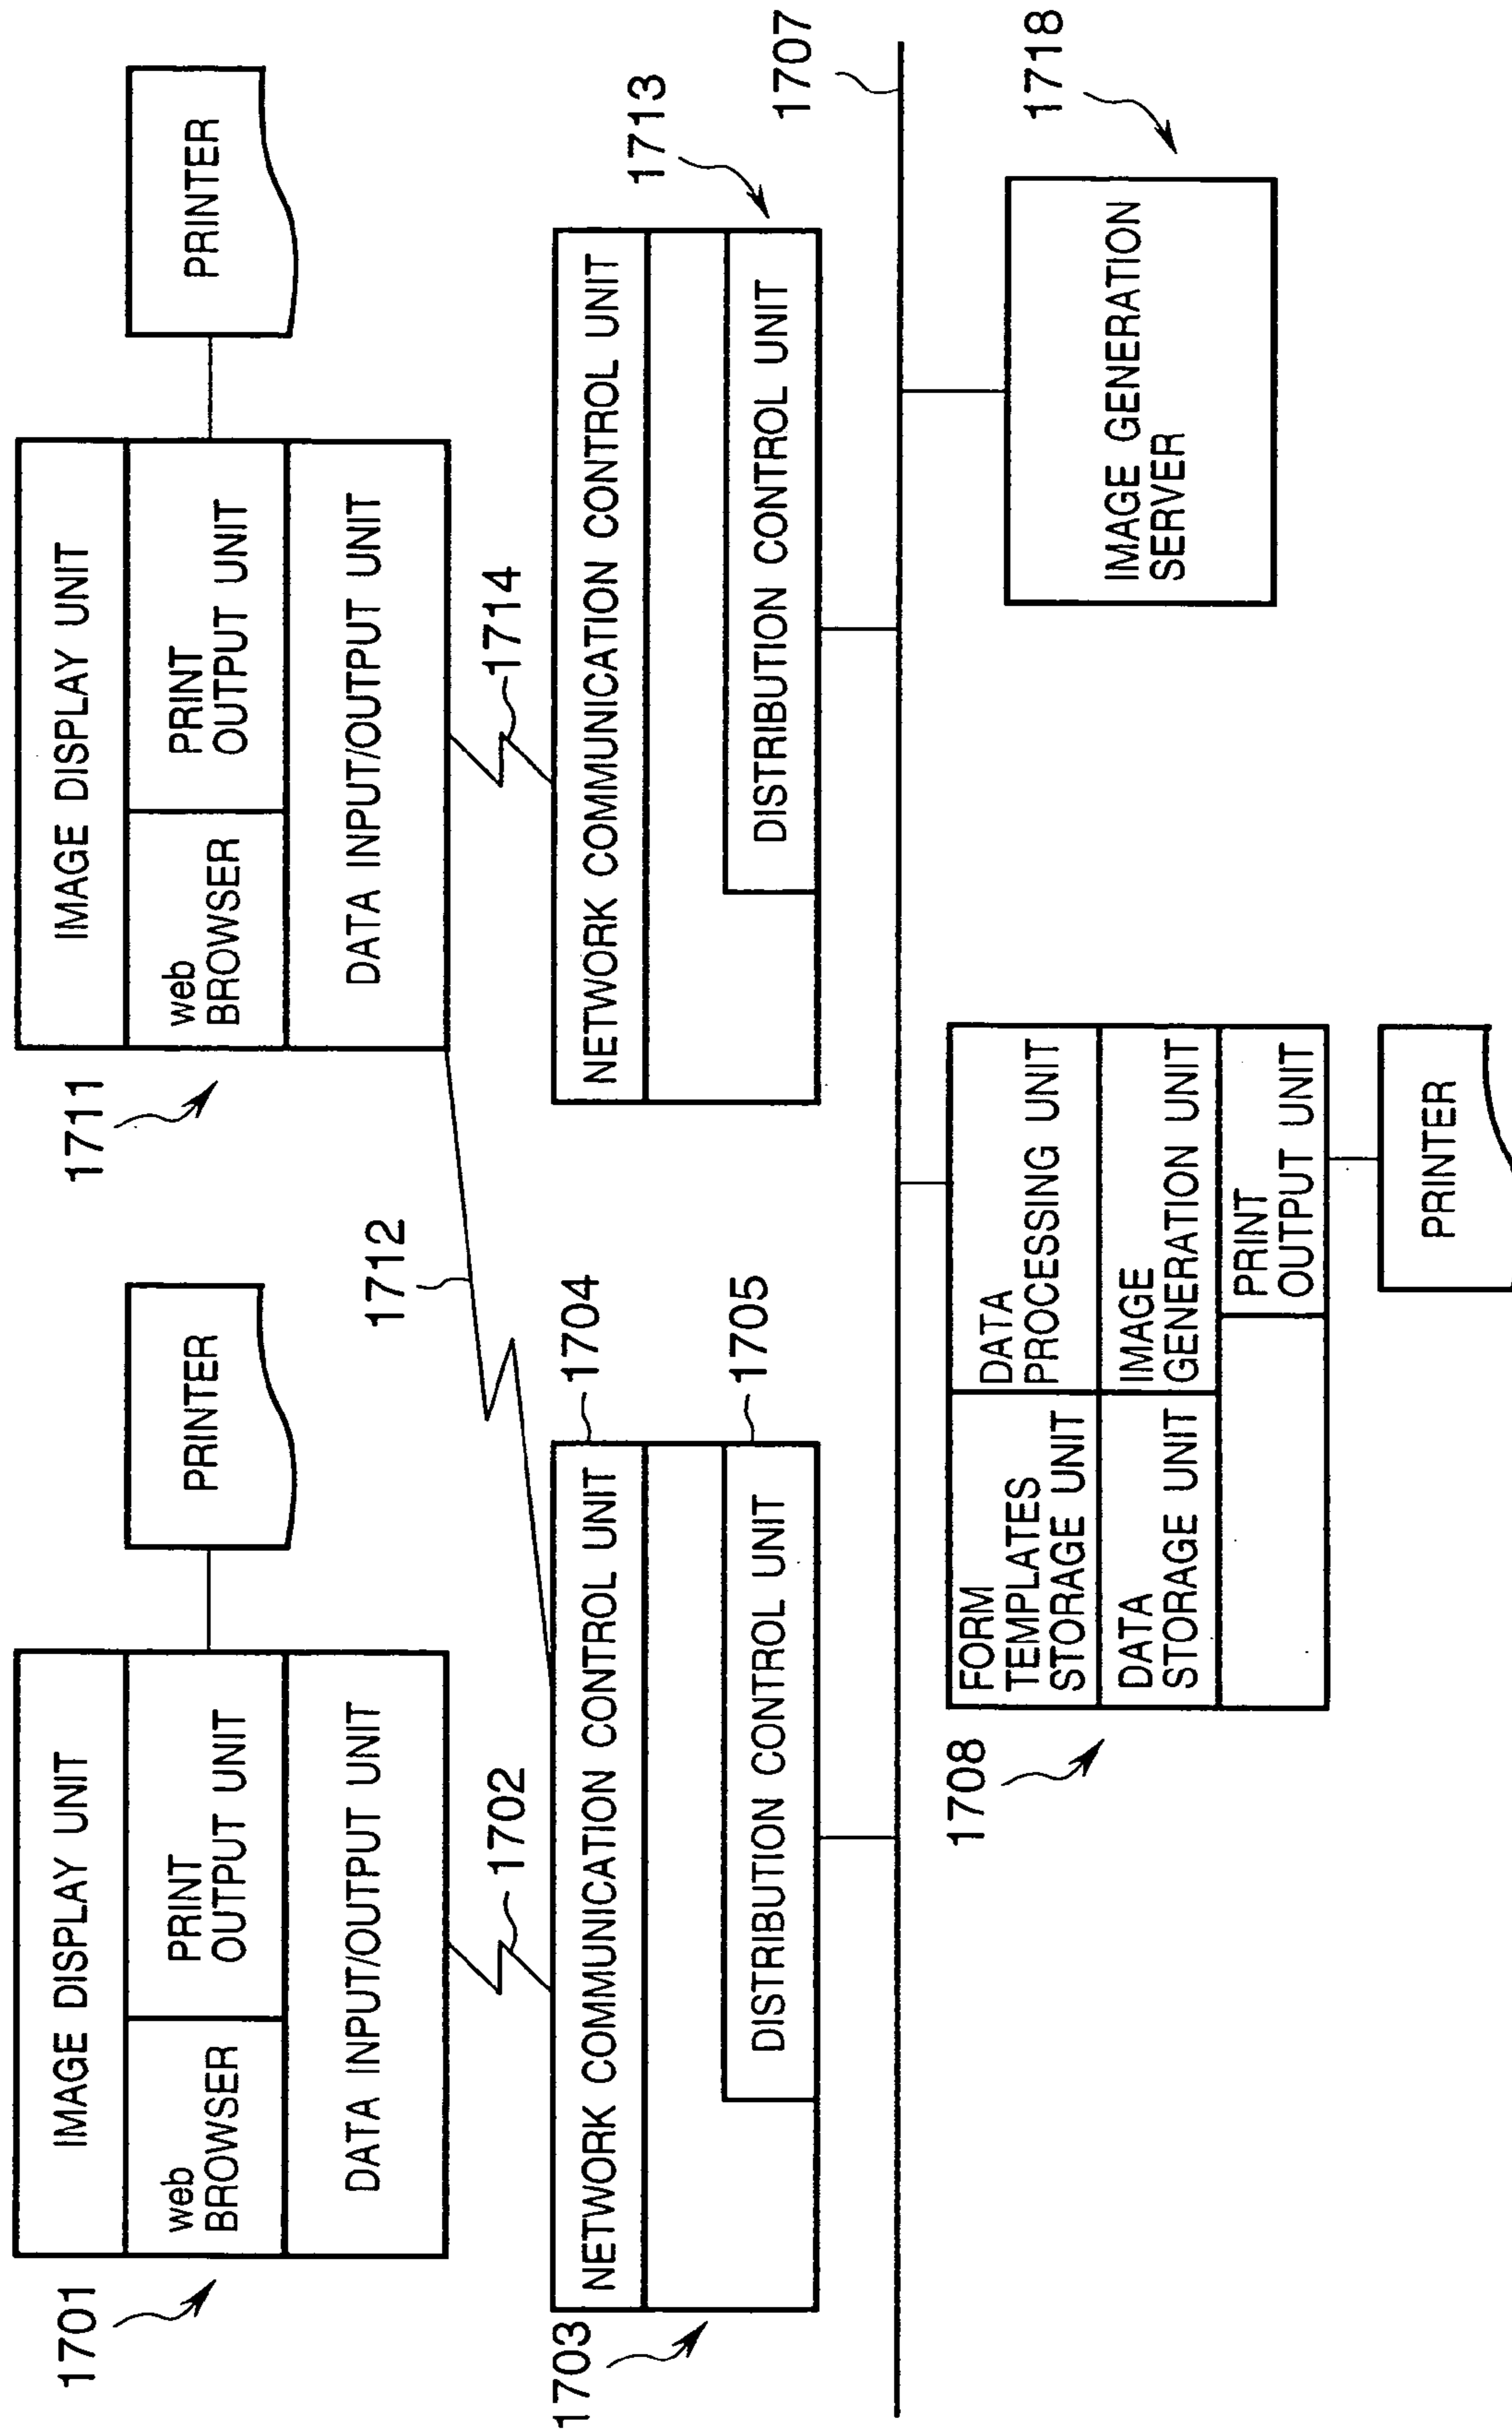 1701
IMAGE DISPLAY UNIT
web
BROWSER
PRINT
OUTPUT UNIT
DATA INPUT/OUTPUT UNIT
PRINTER
1711
IMAGE DISPLAY UNIT
web
BROWSER
PRINT
OUTPUT UNIT
DATA INPUT/OUTPUT UNIT
PRINTER
1702
1712
1714
1703
NETWORK COMMUNICATION CONTROL UNIT
1704
DISTRIBUTION CONTROL UNIT
1705
NETWORK COMMUNICATION CONTROL UNIT
DISTRIBUTION CONTROL UNIT
1713
1707
1708
FORM
TEMPLATES
STORAGE UNIT
DATA
PROCESSING UNIT
DATA
STORAGE UNIT
IMAGE
GENERATION UNIT
PRINT
OUTPUT UNIT
PRINTER
IMAGE GENERATION
SERVER
1718